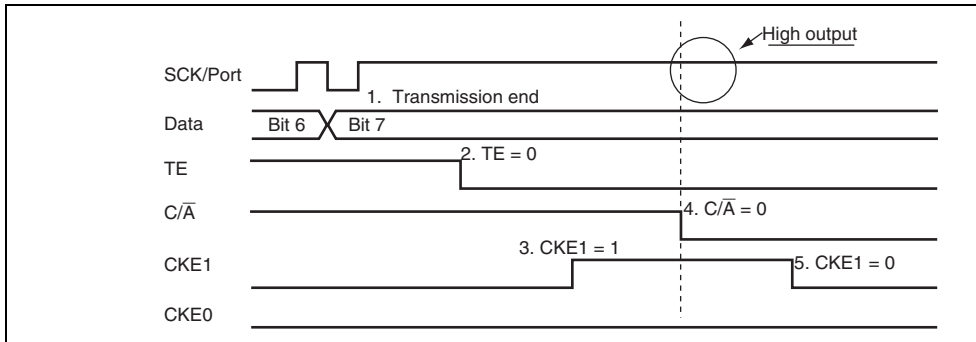 High output
SCK/Port
1. Transmission end
Data
Bit 6
Bit 7
2. TE = 0
TE
C/A̅
4. C/A̅ = 0
3. CKE1 = 1
CKE1
5. CKE1 = 0
CKE0